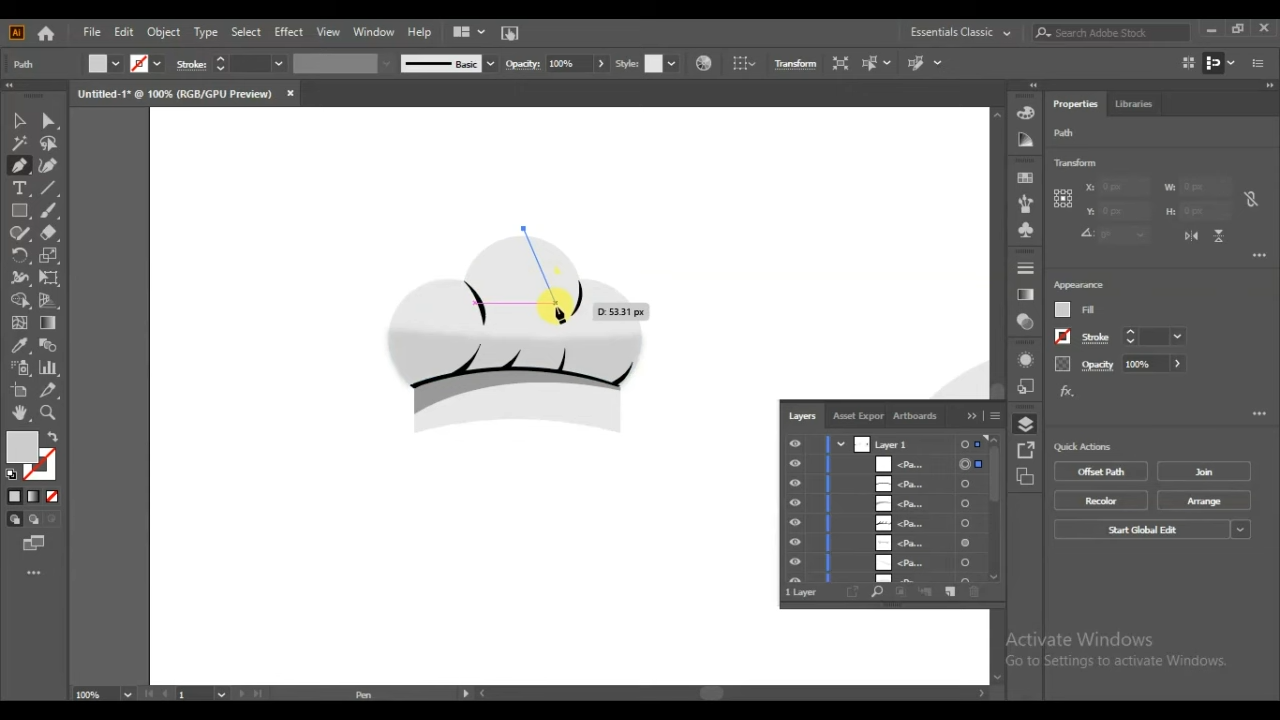 Ai File Edit Object Type Select Effect View Window Help Essentials Classic Search Adobe Stock
Path Stroke: Basic Opacity: 100% Style: Transform
Untitled-1* @ 100% (RGB/GPU Preview)
Properties Libraries
Path
Transform
X: 0 px W: 0 px
Y: 0 px H: 0 px
0°
Appearance
Fill
Stroke
Opacity 100%
fx.
Quick Actions
Offset Path Join
Recolor Arrange
Start Global Edit
D: 53.31 px
Layers Asset Expor Artboards
Layer 1
<Pa...
<Pa...
<Pa...
<Pa...
<Pa...
<Pa...
1 Layer
Activate Windows
Go to Settings to activate Windows.
100% 1 Pen